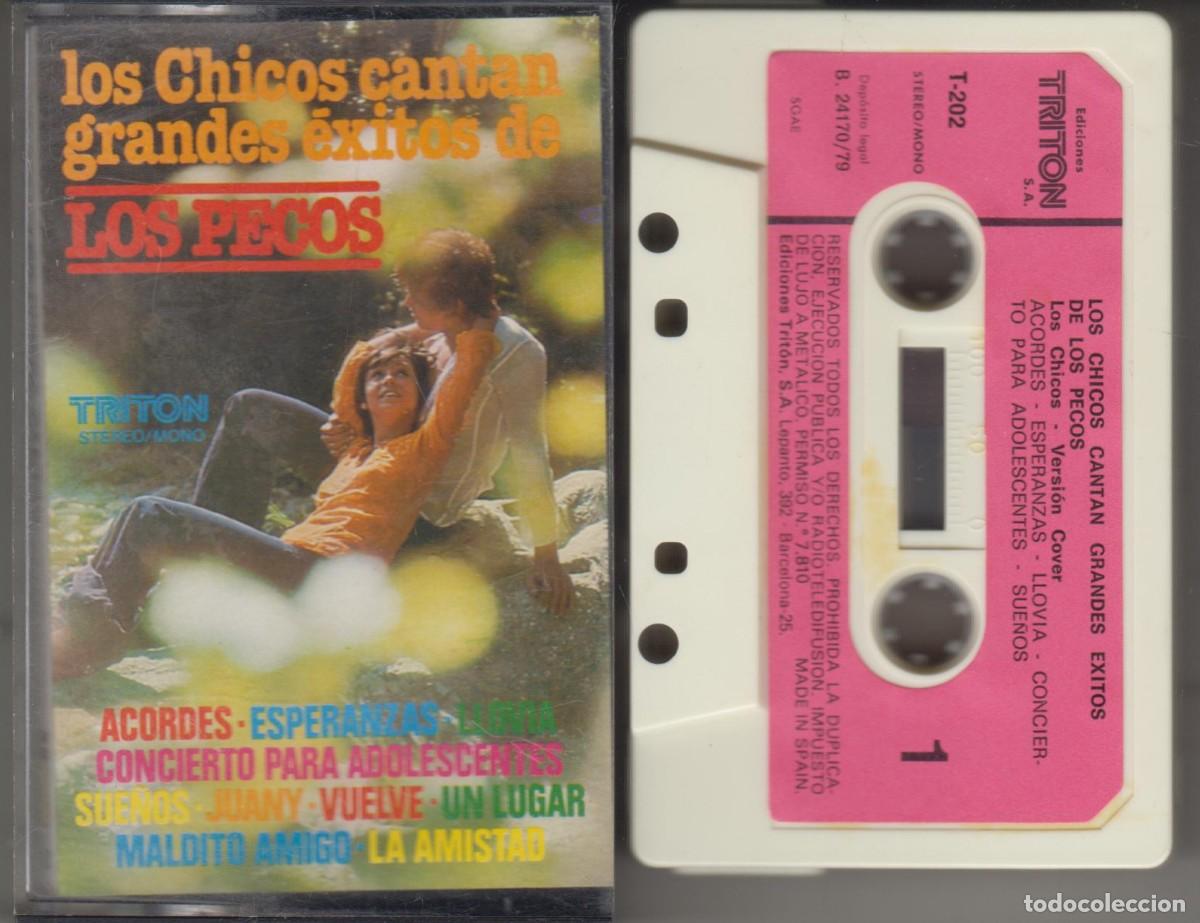 los Chicos cantan
grandes éxitos de
LOS PECOS
TRITON
STEREO/MONO
ACORDES·ESPERANZAS·LLOVIA
CONCIERTO PARA ADOLESCENTES
SUEÑOS·JUANY·VUELVE·UN LUGAR
MALDITO AMIGO·LA AMISTAD
Ediciones
TRITON
S.A.
T-202
STEREO/MONO
Depósito legal
B. 24170/79
SGAE
LOS CHICOS CANTAN GRANDES EXITOS
DE LOS PECOS
Los Chicos - Versión Cover
ACORDES - ESPERANZAS - LLOVIA - CONCIER-
TO PARA ADOLESCENTES - SUEÑOS
1
100 50 0
RESERVADOS TODOS LOS DERECHOS. PROHIBIDA LA DUPLICA-
CION, EJECUCION PUBLICA Y/O RADIOTELEDIFUSION. IMPUESTO
DE LUJO A METALICO PERMISO N.º 7.810 MADE IN SPAIN.
Ediciones Tritón, S.A. Lepanto, 392 - Barcelona-25.
todocoleccion